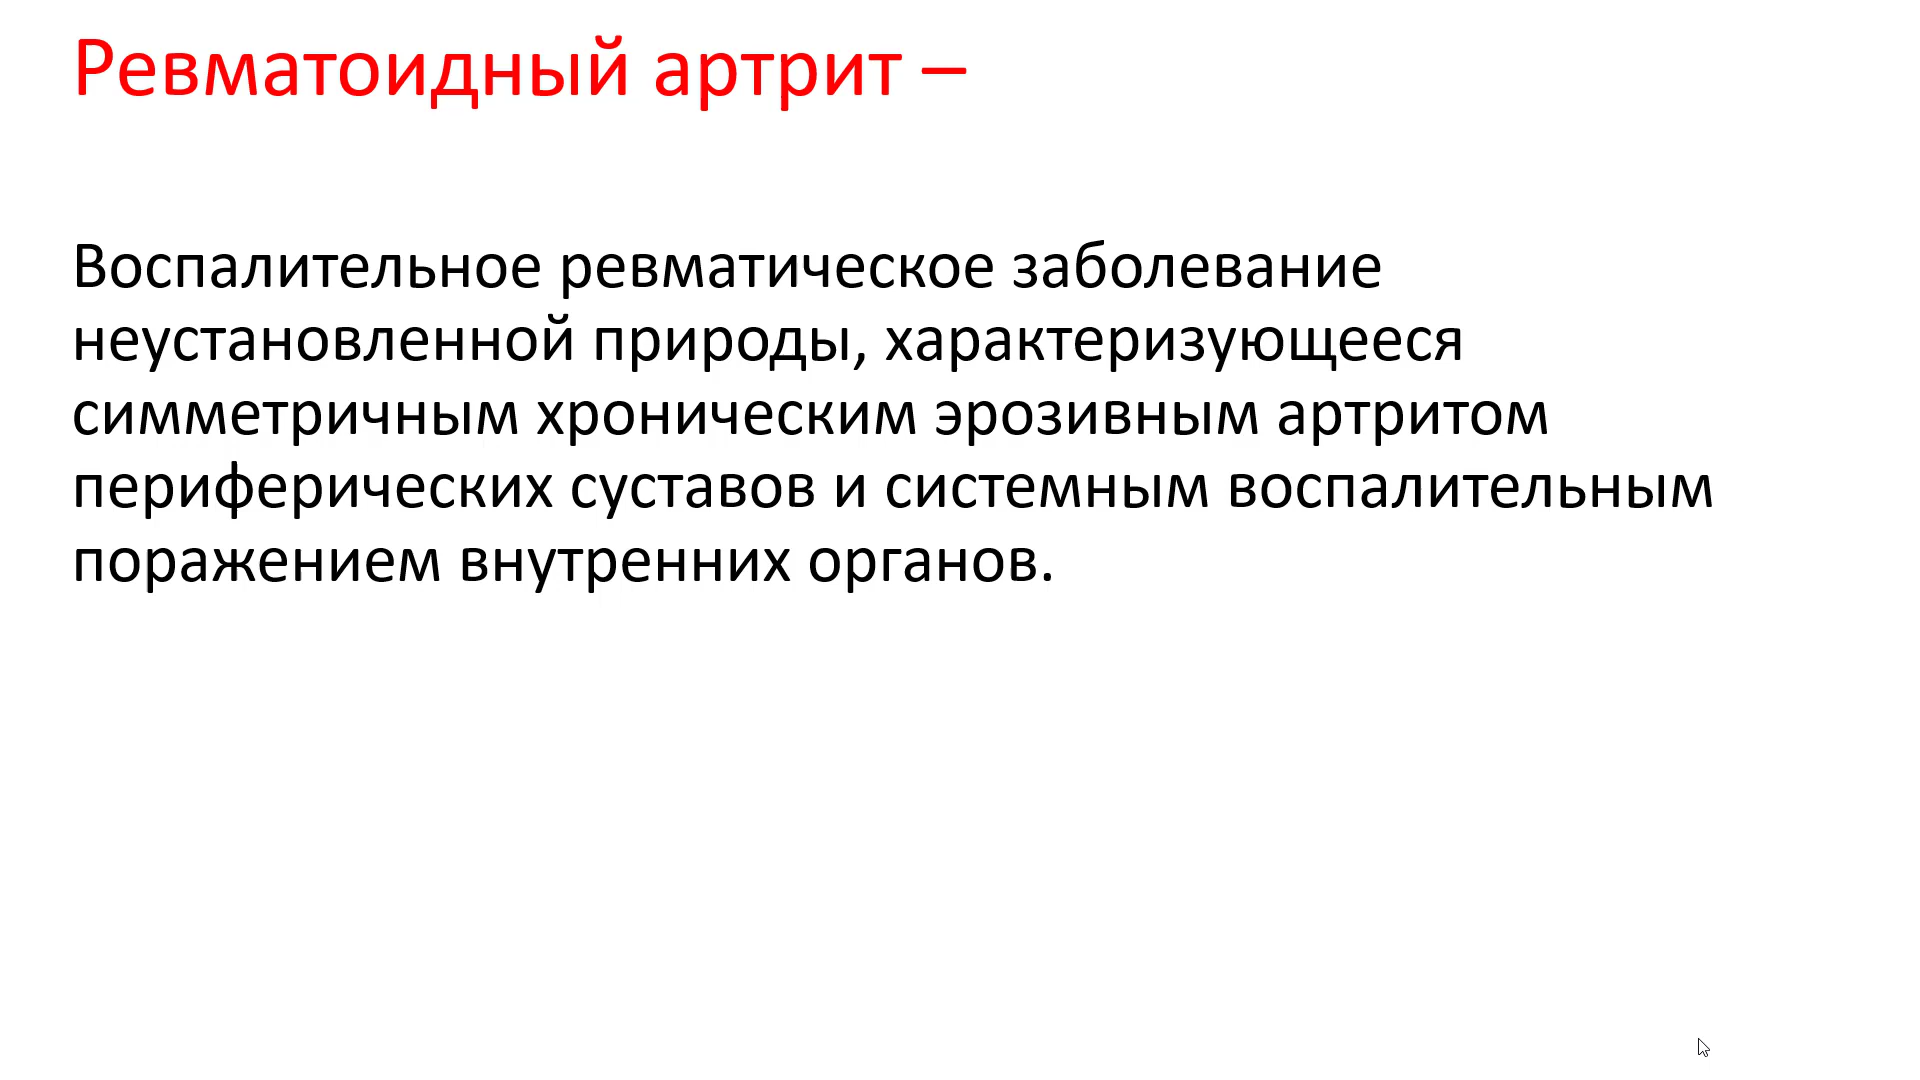 Ревматоидный артрит –
Воспалительное ревматическое заболевание
неустановленной природы, характеризующееся
симметричным хроническим эрозивным артритом
периферических суставов и системным воспалительным
поражением внутренних органов.